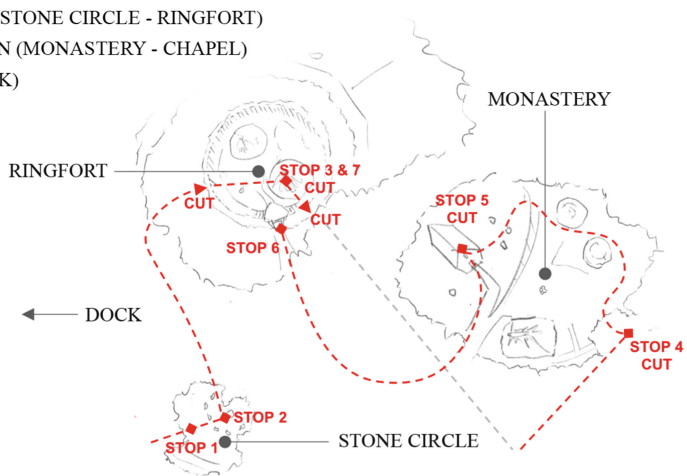 STONE CIRCLE - RINGFORT)
N (MONASTERY - CHAPEL)
K)
MONASTERY
RINGFORT
STOP 3 & 7
CUT
CUT
CUT
STOP 5
CUT
STOP 6
DOCK
STOP 4
CUT
STOP 2
STOP 1
STONE CIRCLE